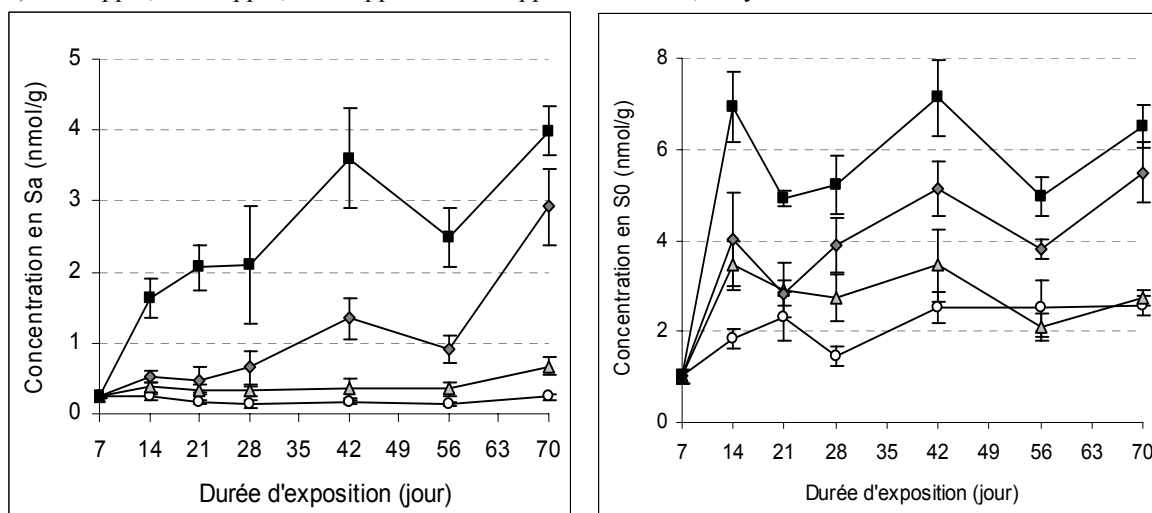 Concentration en Sa (nmol/g)
5
4
3
2
1
0
7 14 21 28 35 42 49 56 63 70
Durée d'exposition (jour)
Concentration en S0 (nmol/g)
8
6
4
2
0
7 14 21 28 35 42 49 56 63 70
Durée d'exposition (jour)